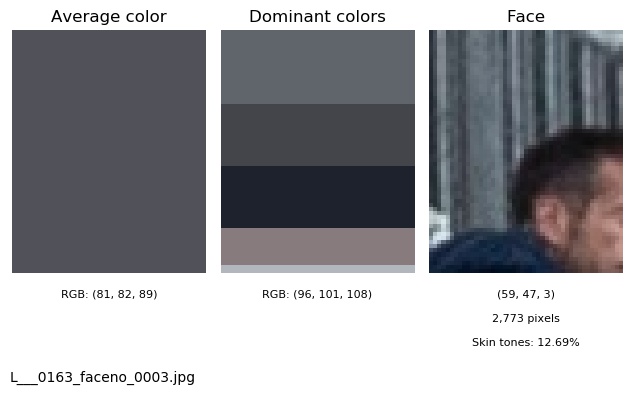 Average color
Dominant colors
Face
RGB: (81, 82, 89)
RGB: (96, 101, 108)
(59, 47, 3)
2,773 pixels
Skin tones: 12.69%
L___0163_faceno_0003.jpg